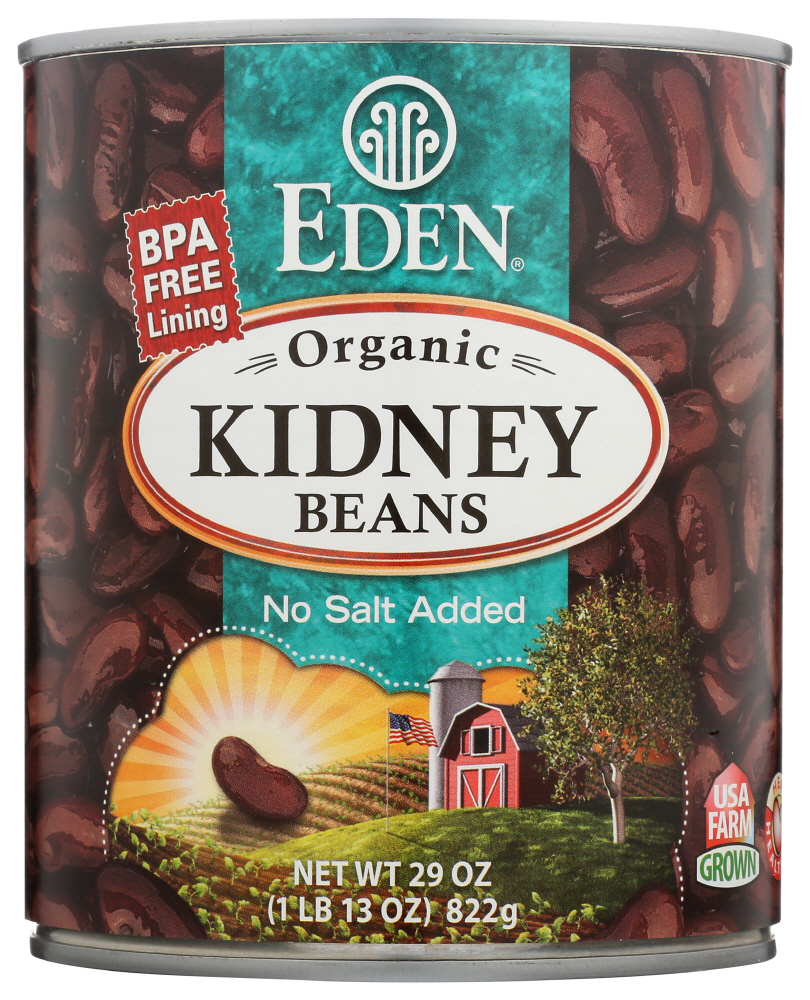 EDEN®
BPA
FREE
Lining
Organic
KIDNEY
BEANS
No Salt Added
USA
FARM
GROWN
NET WT 29 OZ
(1 LB 13 OZ) 822g